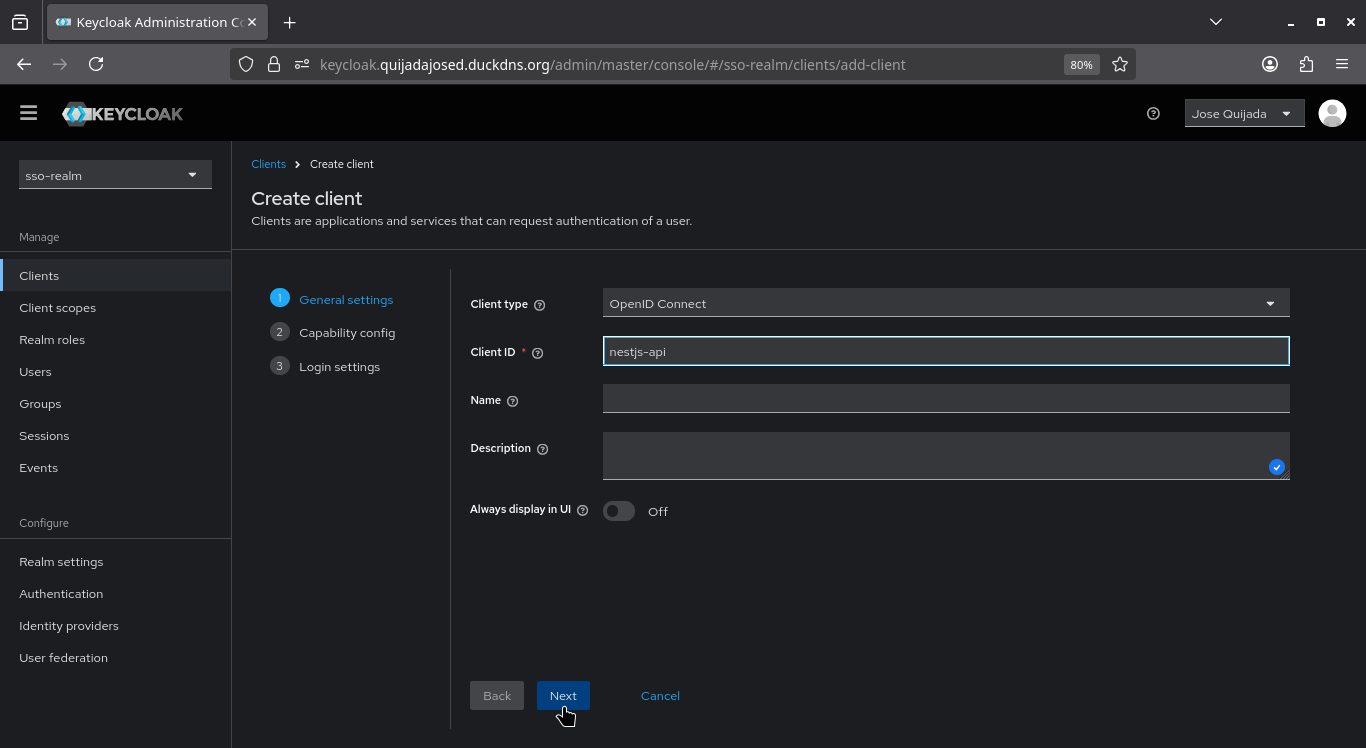 Keycloak Administration Co
keycloak.quijadajosed.duckdns.org/admin/master/console/#/sso-realm/clients/add-client
80%
KEYCLOAK
Jose Quijada
sso-realm
Manage
Clients
Client scopes
Realm roles
Users
Groups
Sessions
Events
Configure
Realm settings
Authentication
Identity providers
User federation
Clients > Create client
Create client
Clients are applications and services that can request authentication of a user.
1 General settings
2 Capability config
3 Login settings
Client type
OpenID Connect
Client ID *
nestjs-api
Name
Description
Always display in UI
Off
Back
Next
Cancel